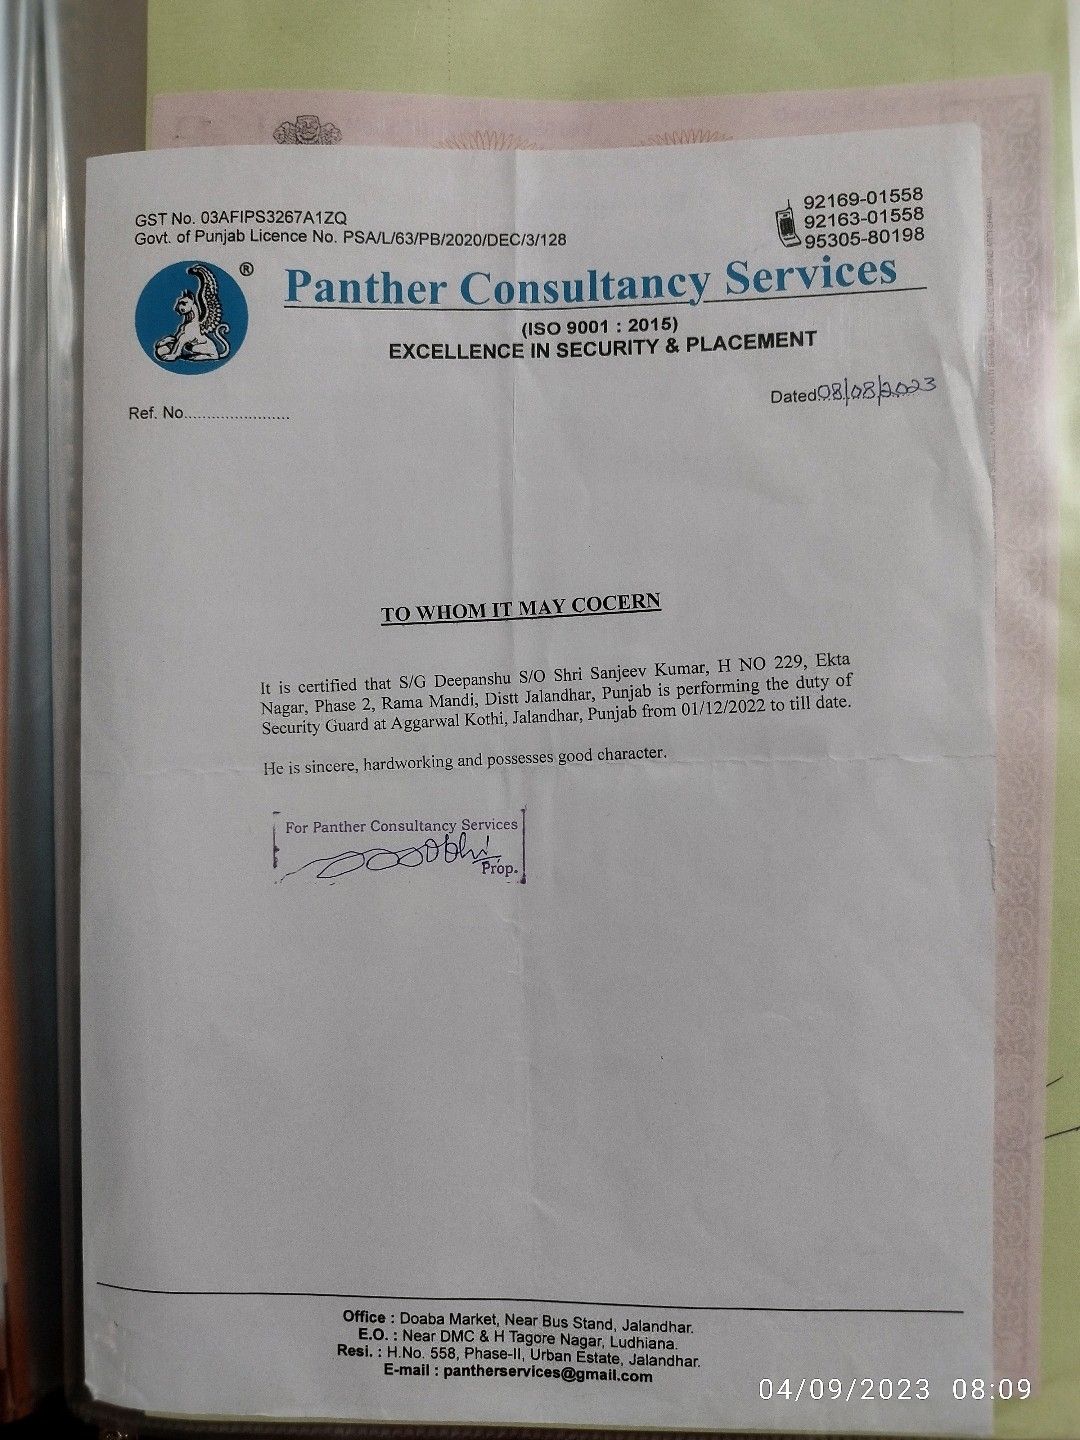 GST No. 03AFIPS3267A1ZQ
Govt. of Punjab Licence No. PSA/L/63/PB/2020/DEC/3/128
92169-01558
92163-01558
95305-80198
®
Panther Consultancy Services
(ISO 9001 : 2015)
EXCELLENCE IN SECURITY & PLACEMENT
Ref. No.......................
Dated 08/08/2023
TO WHOM IT MAY COCERN
It is certified that S/G Deepanshu S/O Shri Sanjeev Kumar, H NO 229, Ekta
Nagar, Phase 2, Rama Mandi, Distt Jalandhar, Punjab is performing the duty of
Security Guard at Aggarwal Kothi, Jalandhar, Punjab from 01/12/2022 to till date.
He is sincere, hardworking and possesses good character.
For Panther Consultancy Services
Prop.
Office : Doaba Market, Near Bus Stand, Jalandhar.
E.O. : Near DMC & H Tagore Nagar, Ludhiana.
Resi. : H.No. 558, Phase-II, Urban Estate, Jalandhar.
E-mail : pantherservices@gmail.com
04/09/2023 08:09